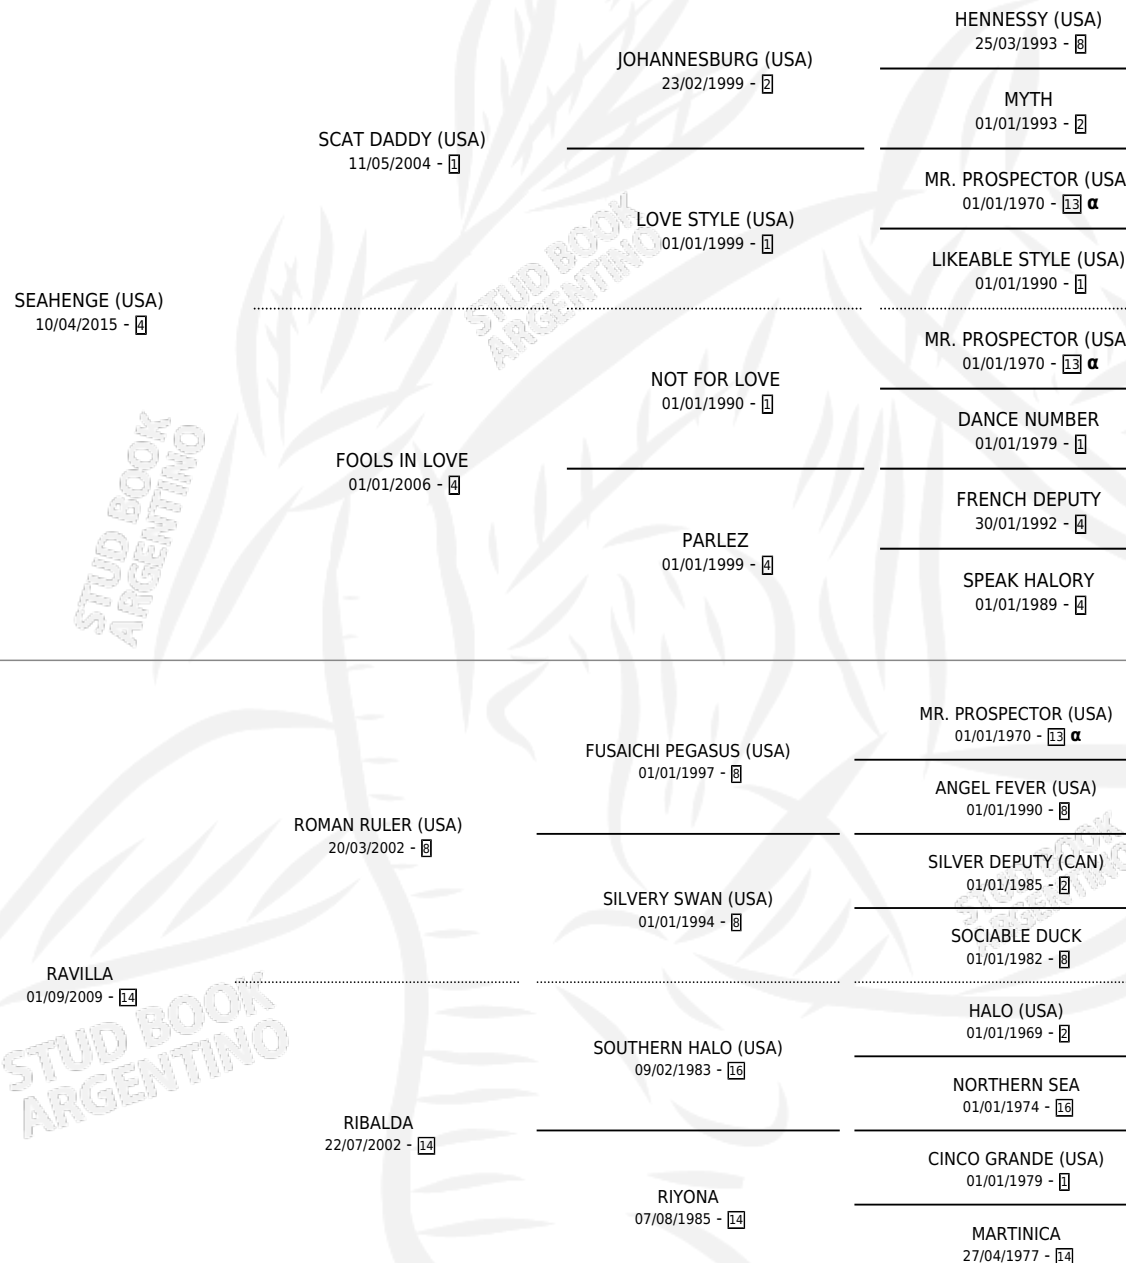 HENNESSY (USA)
25/03/1993 - 8
JOHANNESBURG (USA)
23/02/1999 - 2
MYTH
01/01/1993 - 2
SCAT DADDY (USA)
11/05/2004 - 1
MR. PROSPECTOR (USA
01/01/1970 - 13 α
LOVE STYLE (USA)
01/01/1999 - 1
LIKEABLE STYLE (USA)
01/01/1990 - 1
SEAHENGE (USA)
10/04/2015 - 4
MR. PROSPECTOR (USA
01/01/1970 - 13 α
NOT FOR LOVE
01/01/1990 - 1
DANCE NUMBER
01/01/1979 - 1
FOOLS IN LOVE
01/01/2006 - 4
FRENCH DEPUTY
30/01/1992 - 4
PARLEZ
01/01/1999 - 4
SPEAK HALORY
01/01/1989 - 4
MR. PROSPECTOR (USA)
01/01/1970 - 13 α
FUSAICHI PEGASUS (USA)
01/01/1997 - 8
ANGEL FEVER (USA)
01/01/1990 - 8
ROMAN RULER (USA)
20/03/2002 - 8
SILVER DEPUTY (CAN)
01/01/1985 - 2
SILVERY SWAN (USA)
01/01/1994 - 8
SOCIABLE DUCK
01/01/1982 - 8
RAVILLA
01/09/2009 - 14
HALO (USA)
01/01/1969 - 2
SOUTHERN HALO (USA)
09/02/1983 - 16
NORTHERN SEA
01/01/1974 - 16
RIBALDA
22/07/2002 - 14
CINCO GRANDE (USA)
01/01/1979 - 1
RIYONA
07/08/1985 - 14
MARTINICA
27/04/1977 - 14
STUD BOOK
ARGENTINO
STUD BOOK
ARGENTINO
STUD BOOK
ARGENTINO
STUD BOOK
ARGENTINO